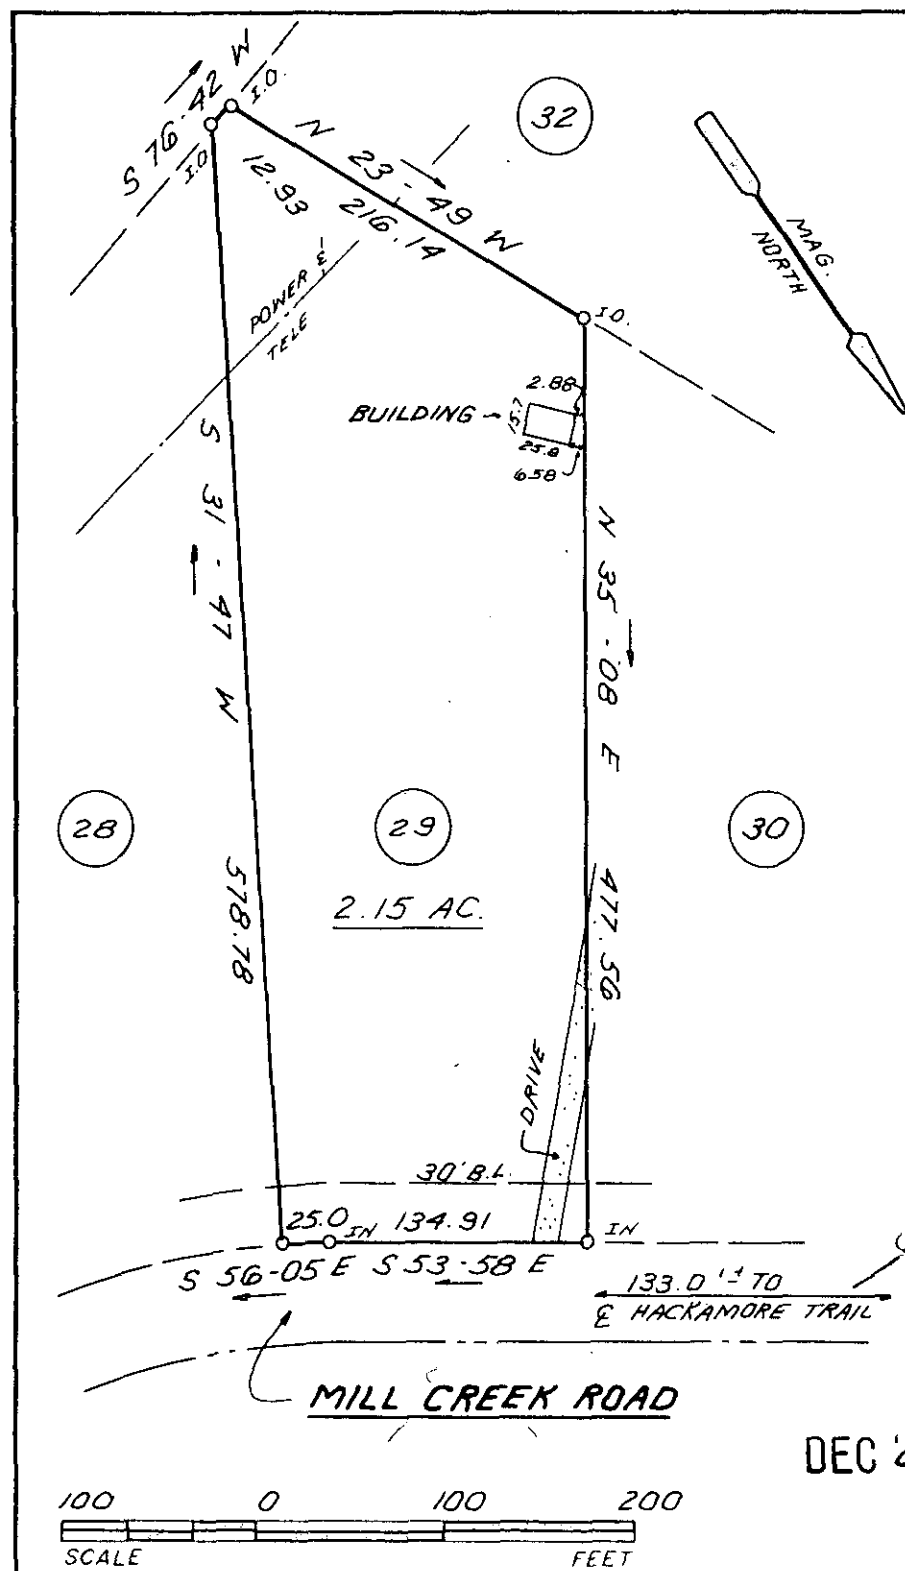 S 76-42 W
I.O.
I.O.
12.93
N 23-49 W
216.14
32
MAG.
NORTH
I.O.
POWER &
TELE
2.88
BUILDING
15.7
25.8
6.58
S 31-47 W
578.78
N 35-08 E
477.56
28
29
30
2.15 AC.
DRIVE
30' B.L.
25.0
IN
134.91
IN
S 56-05 E
S 53-58 E
133.0'± TO
℄ HACKAMORE TRAIL
MILL CREEK ROAD
DEC
100 0 100 200
SCALE FEET